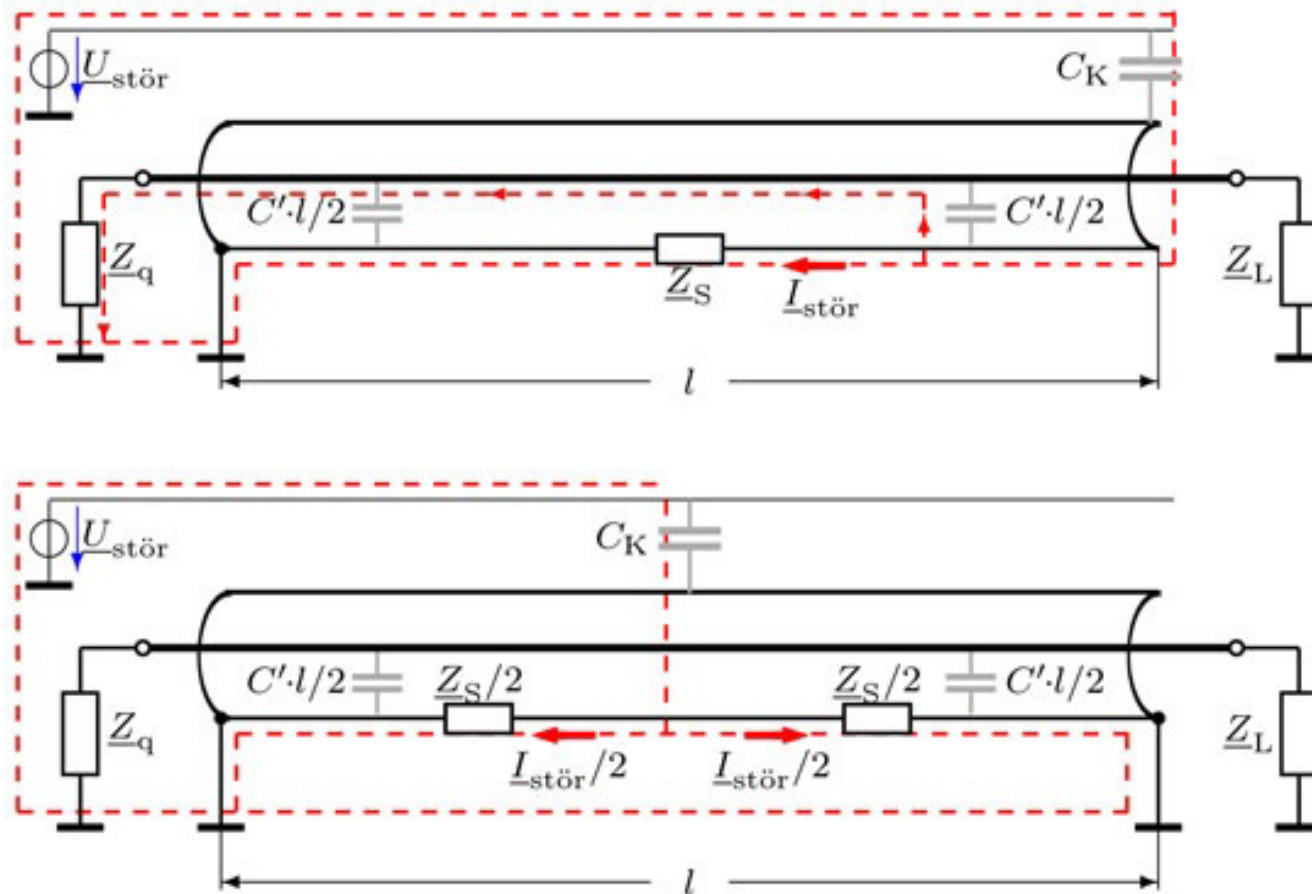 U_stör
C_K
C′·l/2
C′·l/2
Z_q
Z_S
I_stör
Z_L
l
U_stör
C_K
C′·l/2
Z_S/2
Z_S/2
C′·l/2
Z_q
I_stör/2
I_stör/2
Z_L
l